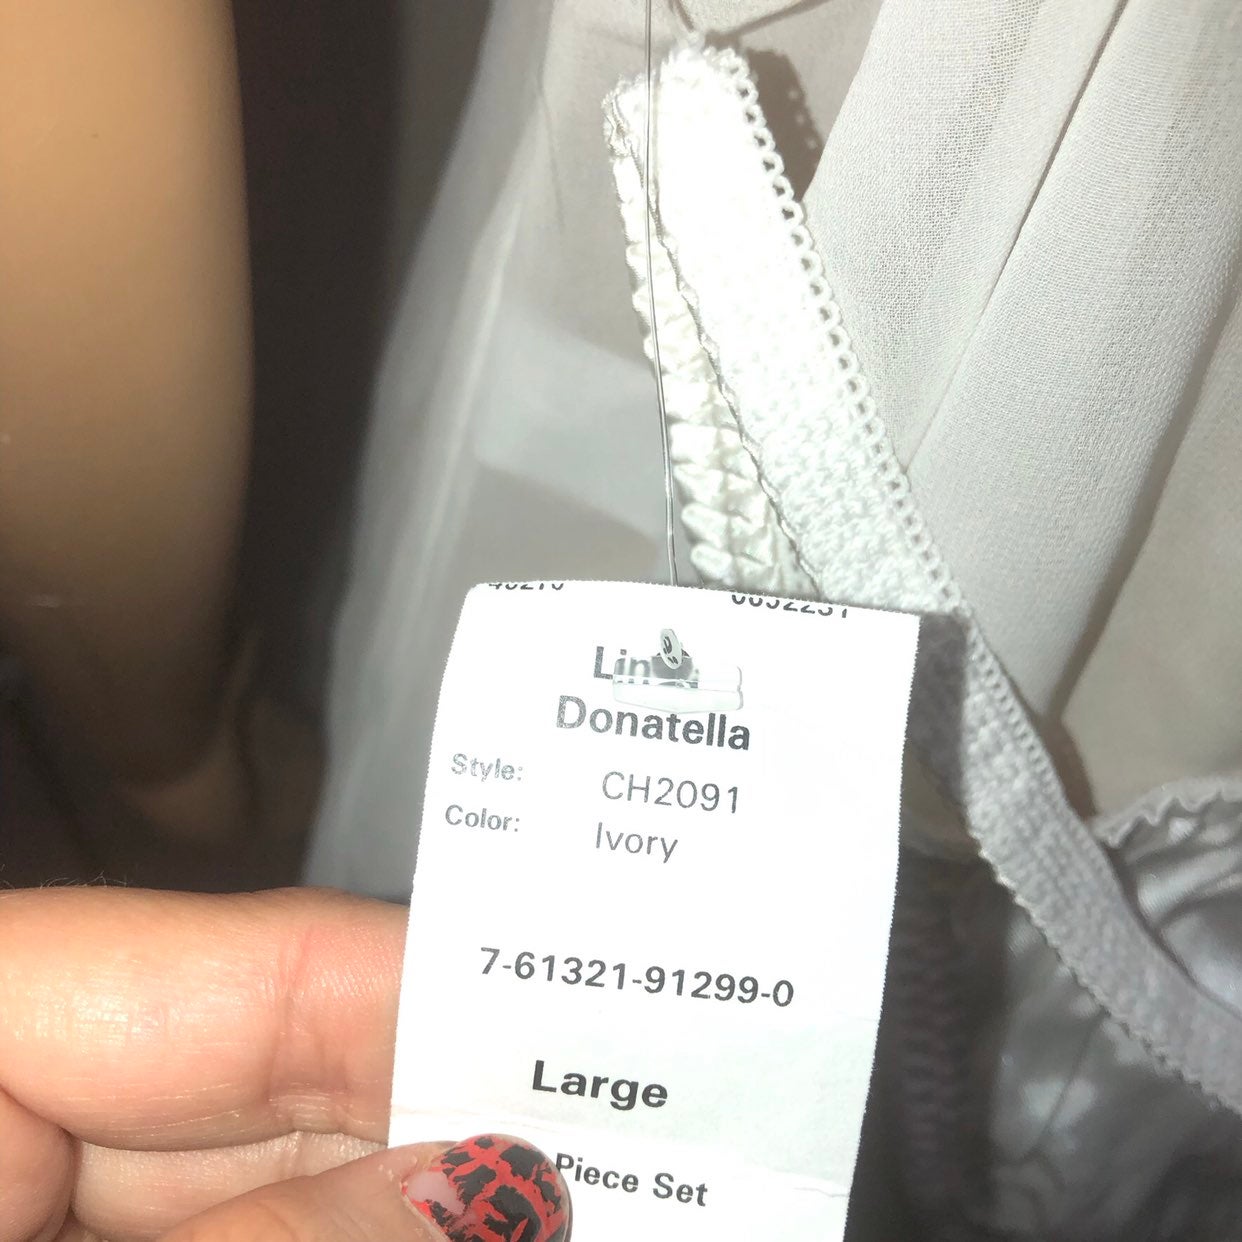 Donatella
Style: CH2091
Color: Ivory
7-61321-91299-0
Large
Piece Set